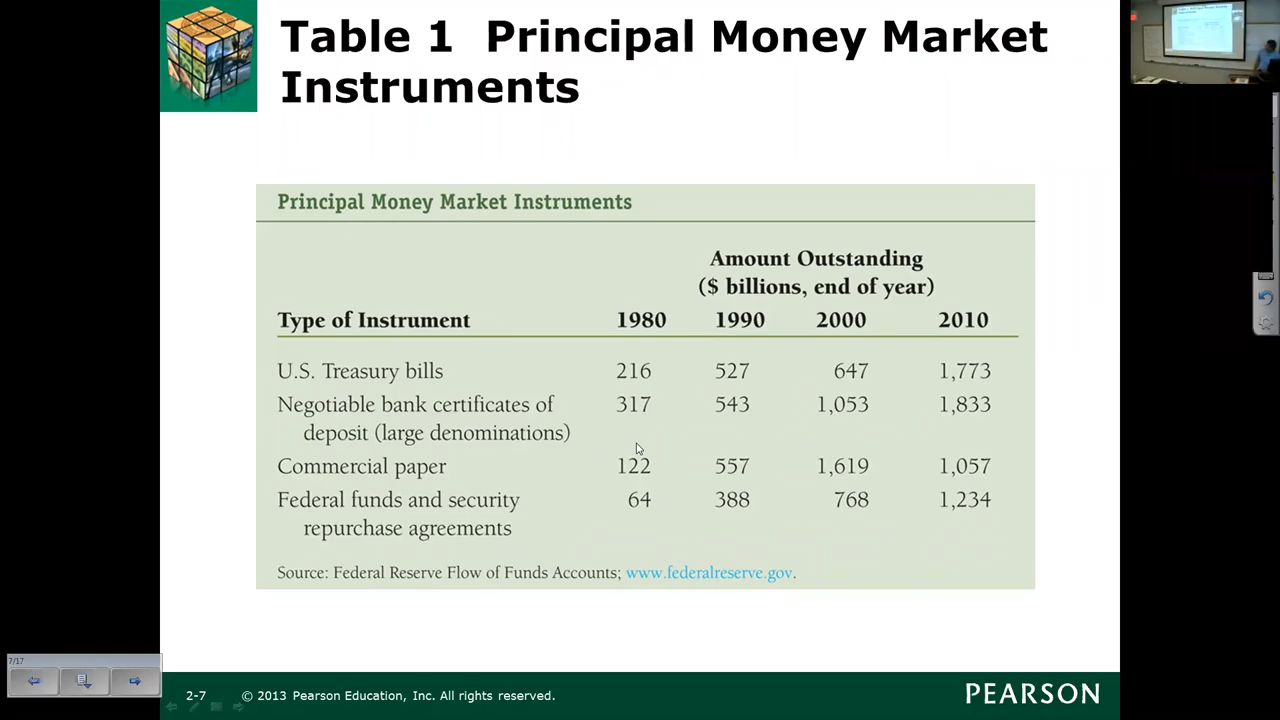 Table 1 Principal Money Market
Instruments
Principal Money Market Instruments
Amount Outstanding
($ billions, end of year)
Type of Instrument 1980 1990 2000 2010
U.S. Treasury bills 216 527 647 1,773
Negotiable bank certificates of 317 543 1,053 1,833
deposit (large denominations)
Commercial paper 122 557 1,619 1,057
Federal funds and security 64 388 768 1,234
repurchase agreements
Source: Federal Reserve Flow of Funds Accounts; www.federalreserve.gov.
7/17
2-7 © 2013 Pearson Education, Inc. All rights reserved. PEARSON